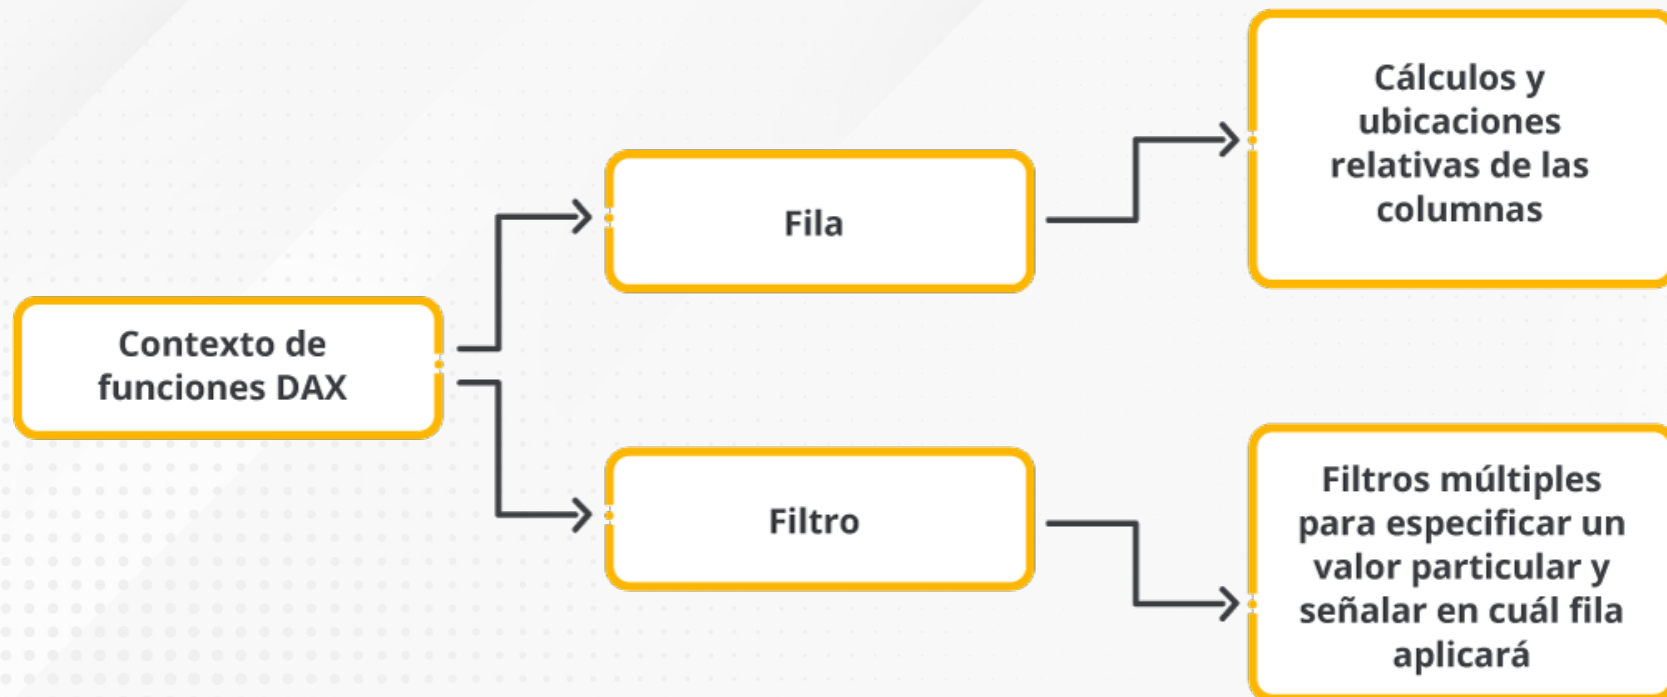 Contexto de
funciones DAX
Fila
Cálculos y
ubicaciones
relativas de las
columnas
Filtro
Filtros múltiples
para especificar un
valor particular y
señalar en cuál fila
aplicará